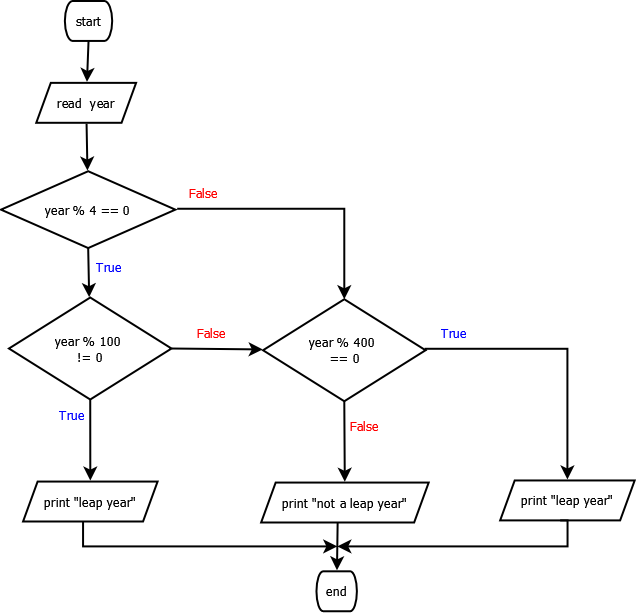 start
read year
year % 4 == 0
False
True
year % 100
!= 0
False
year % 400
== 0
True
True
False
print "leap year"
print "not a leap year"
print "leap year"
end